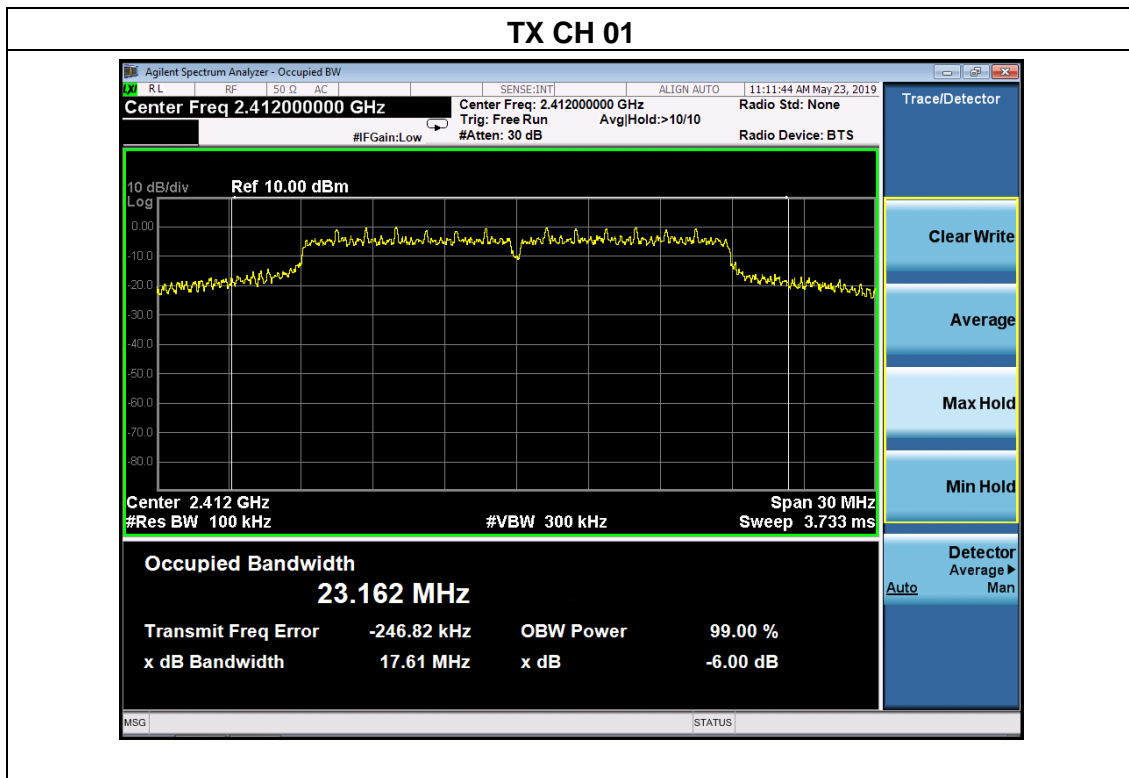 TX CH 01
Agilent Spectrum Analyzer - Occupied BW
LXI RL RF 50 Ω AC SENSE:INT ALIGN AUTO 11:11:44 AM May 23, 2019
Center Freq 2.412000000 GHz
Center Freq: 2.412000000 GHz
Radio Std: None
Trig: Free Run Avg|Hold:>10/10
#IFGain:Low
#Atten: 30 dB
Radio Device: BTS
Trace/Detector
10 dB/div Ref 10.00 dBm
Log
0.00
-10.0
-20.0
-30.0
-40.0
-50.0
-60.0
-70.0
-80.0
Center 2.412 GHz Span 30 MHz
#Res BW 100 kHz #VBW 300 kHz Sweep 3.733 ms
Occupied Bandwidth
23.162 MHz
Transmit Freq Error -246.82 kHz OBW Power 99.00 %
x dB Bandwidth 17.61 MHz x dB -6.00 dB
Clear Write
Average
Max Hold
Min Hold
Detector
Average
Auto Man
MSG STATUS